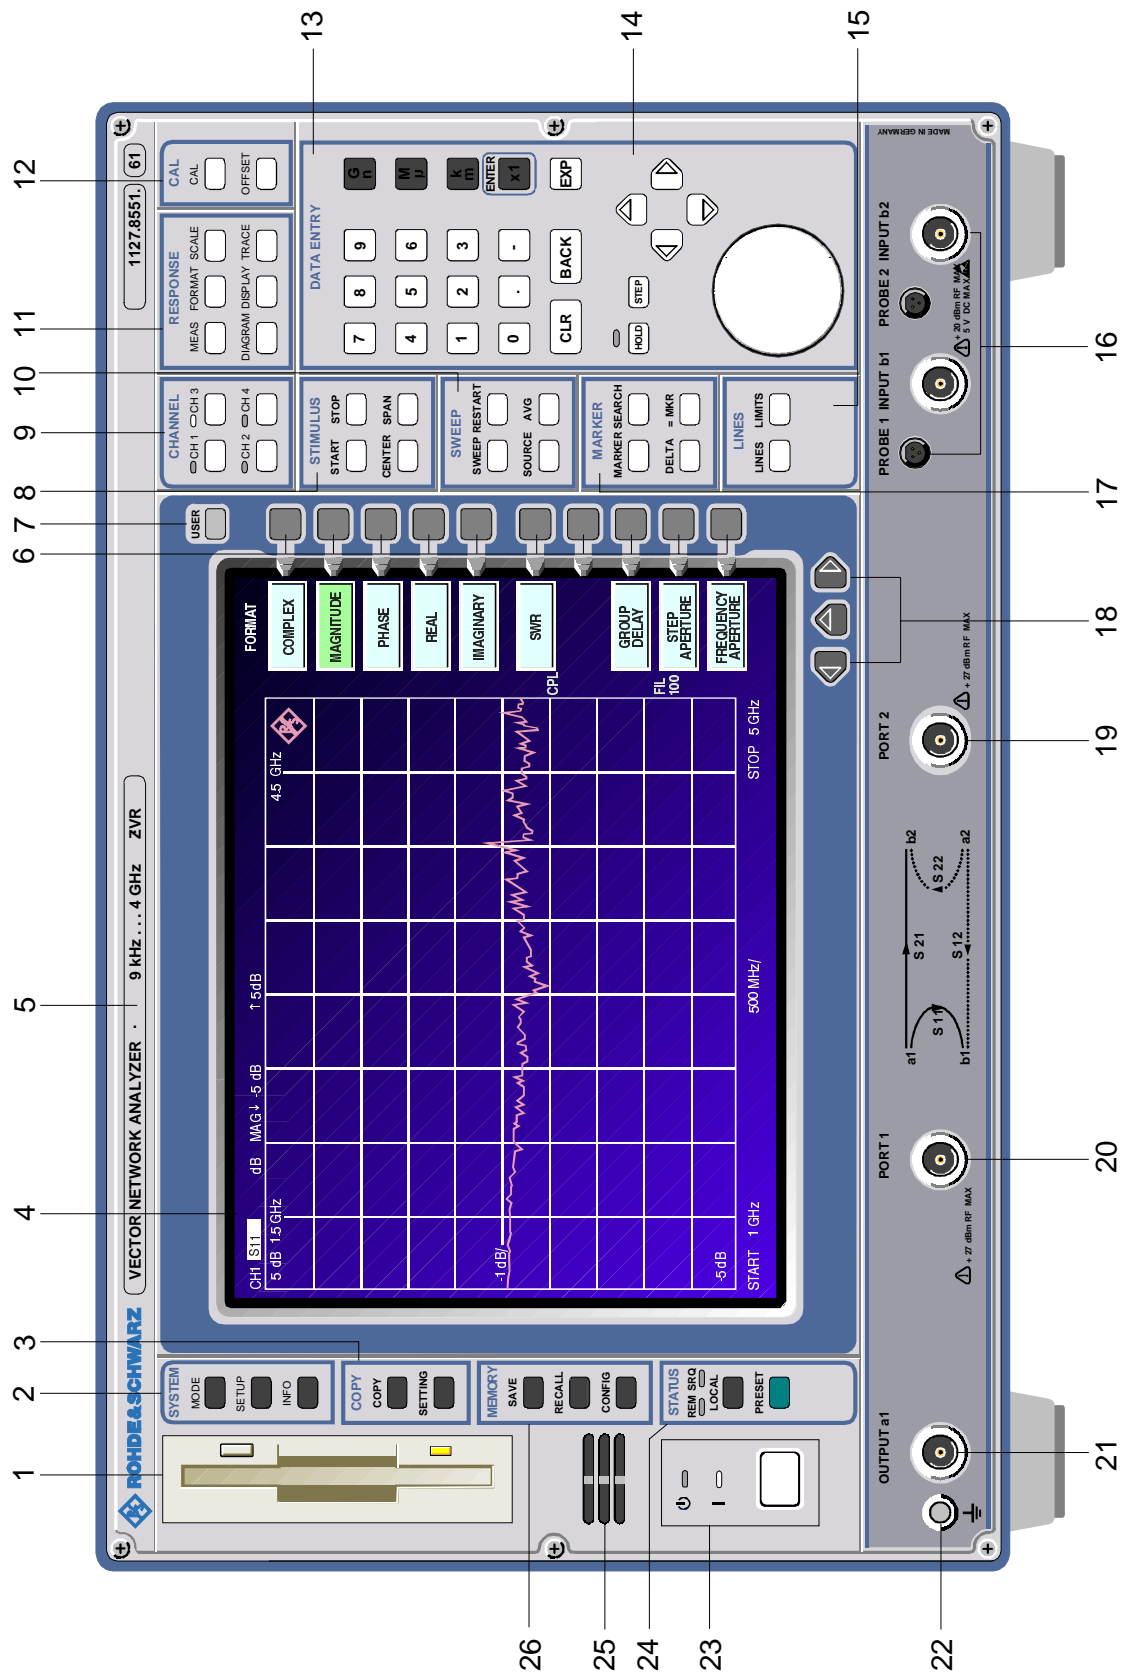 1 2 3 4 5 6 7 8 9 10 11 12 13
ROHDE&SCHWARZ
VECTOR NETWORK ANALYZER · 9 kHz . . . 4 GHz ZVR
1127.8551. 61
SYSTEM
MODE
SETUP
INFO
COPY
COPY
SETTING
MEMORY
SAVE
RECALL
CONFIG
STATUS
REM SRQ
LOCAL
PRESET
CH1 S11 dB MAG↓ -5 dB ↑5dB
5 dB 1.5 GHz
4.5 GHz
-1 dB/
-5 dB
START 1 GHz
500 MHz/
STOP 5 GHz
CPL
FIL
100
FORMAT
COMPLEX
MAGNITUDE
PHASE
REAL
IMAGINARY
SWR
GROUP
DELAY
STEP
APERTURE
FREQUENCY
APERTURE
USER
CHANNEL
CH 1 CH 3
CH 2 CH 4
RESPONSE
MEAS FORMAT SCALE
DIAGRAM DISPLAY TRACE
CAL
CAL
OFFSET
STIMULUS
START STOP
CENTER SPAN
SWEEP
SWEEP RESTART
SOURCE AVG
MARKER
MARKER SEARCH
DELTA = MKR
LINES
LINES LIMITS
DATA ENTRY
7 8 9 G n
4 5 6 M µ
1 2 3 k m
ENTER
0 . - x1
CLR BACK EXP
HOLD STEP
14
15
OUTPUT a1
PORT 1
+ 27 dBm RF MAX
a1 b2
S 21
S 11 S 22
S 12
b1 a2
PORT 2
+ 27 dBm RF MAX
PROBE 1 INPUT b1
PROBE 2 INPUT b2
+ 20 dBm RF MAX
5 V DC MAX
MADE IN GERMANY
26 25 24 23 22 21 20 19 18 17 16